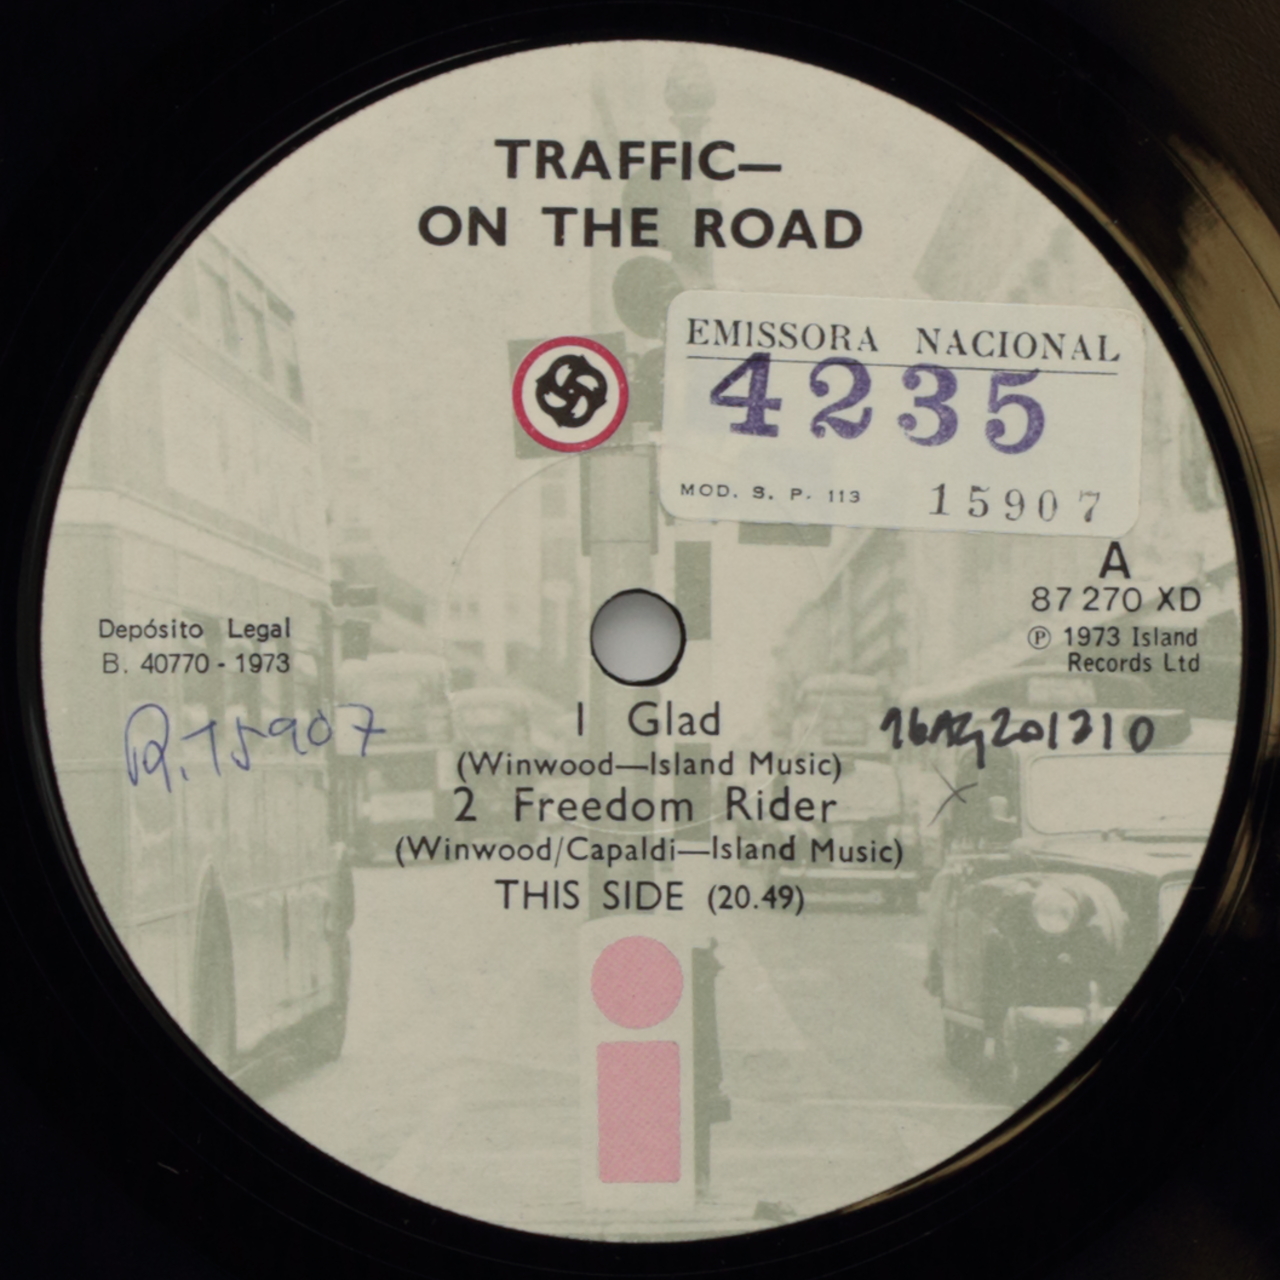 TRAFFIC—
ON THE ROAD
EMISSORA NACIONAL
4235
MOD. S. P. 113 15907
A
87 270 XD
Ⓟ 1973 Island
Records Ltd
Depósito Legal
B. 40770 - 1973
R. 15907
1 Glad
(Winwood—Island Music)
2 Freedom Rider
(Winwood/Capaldi—Island Music)
THIS SIDE (20.49)